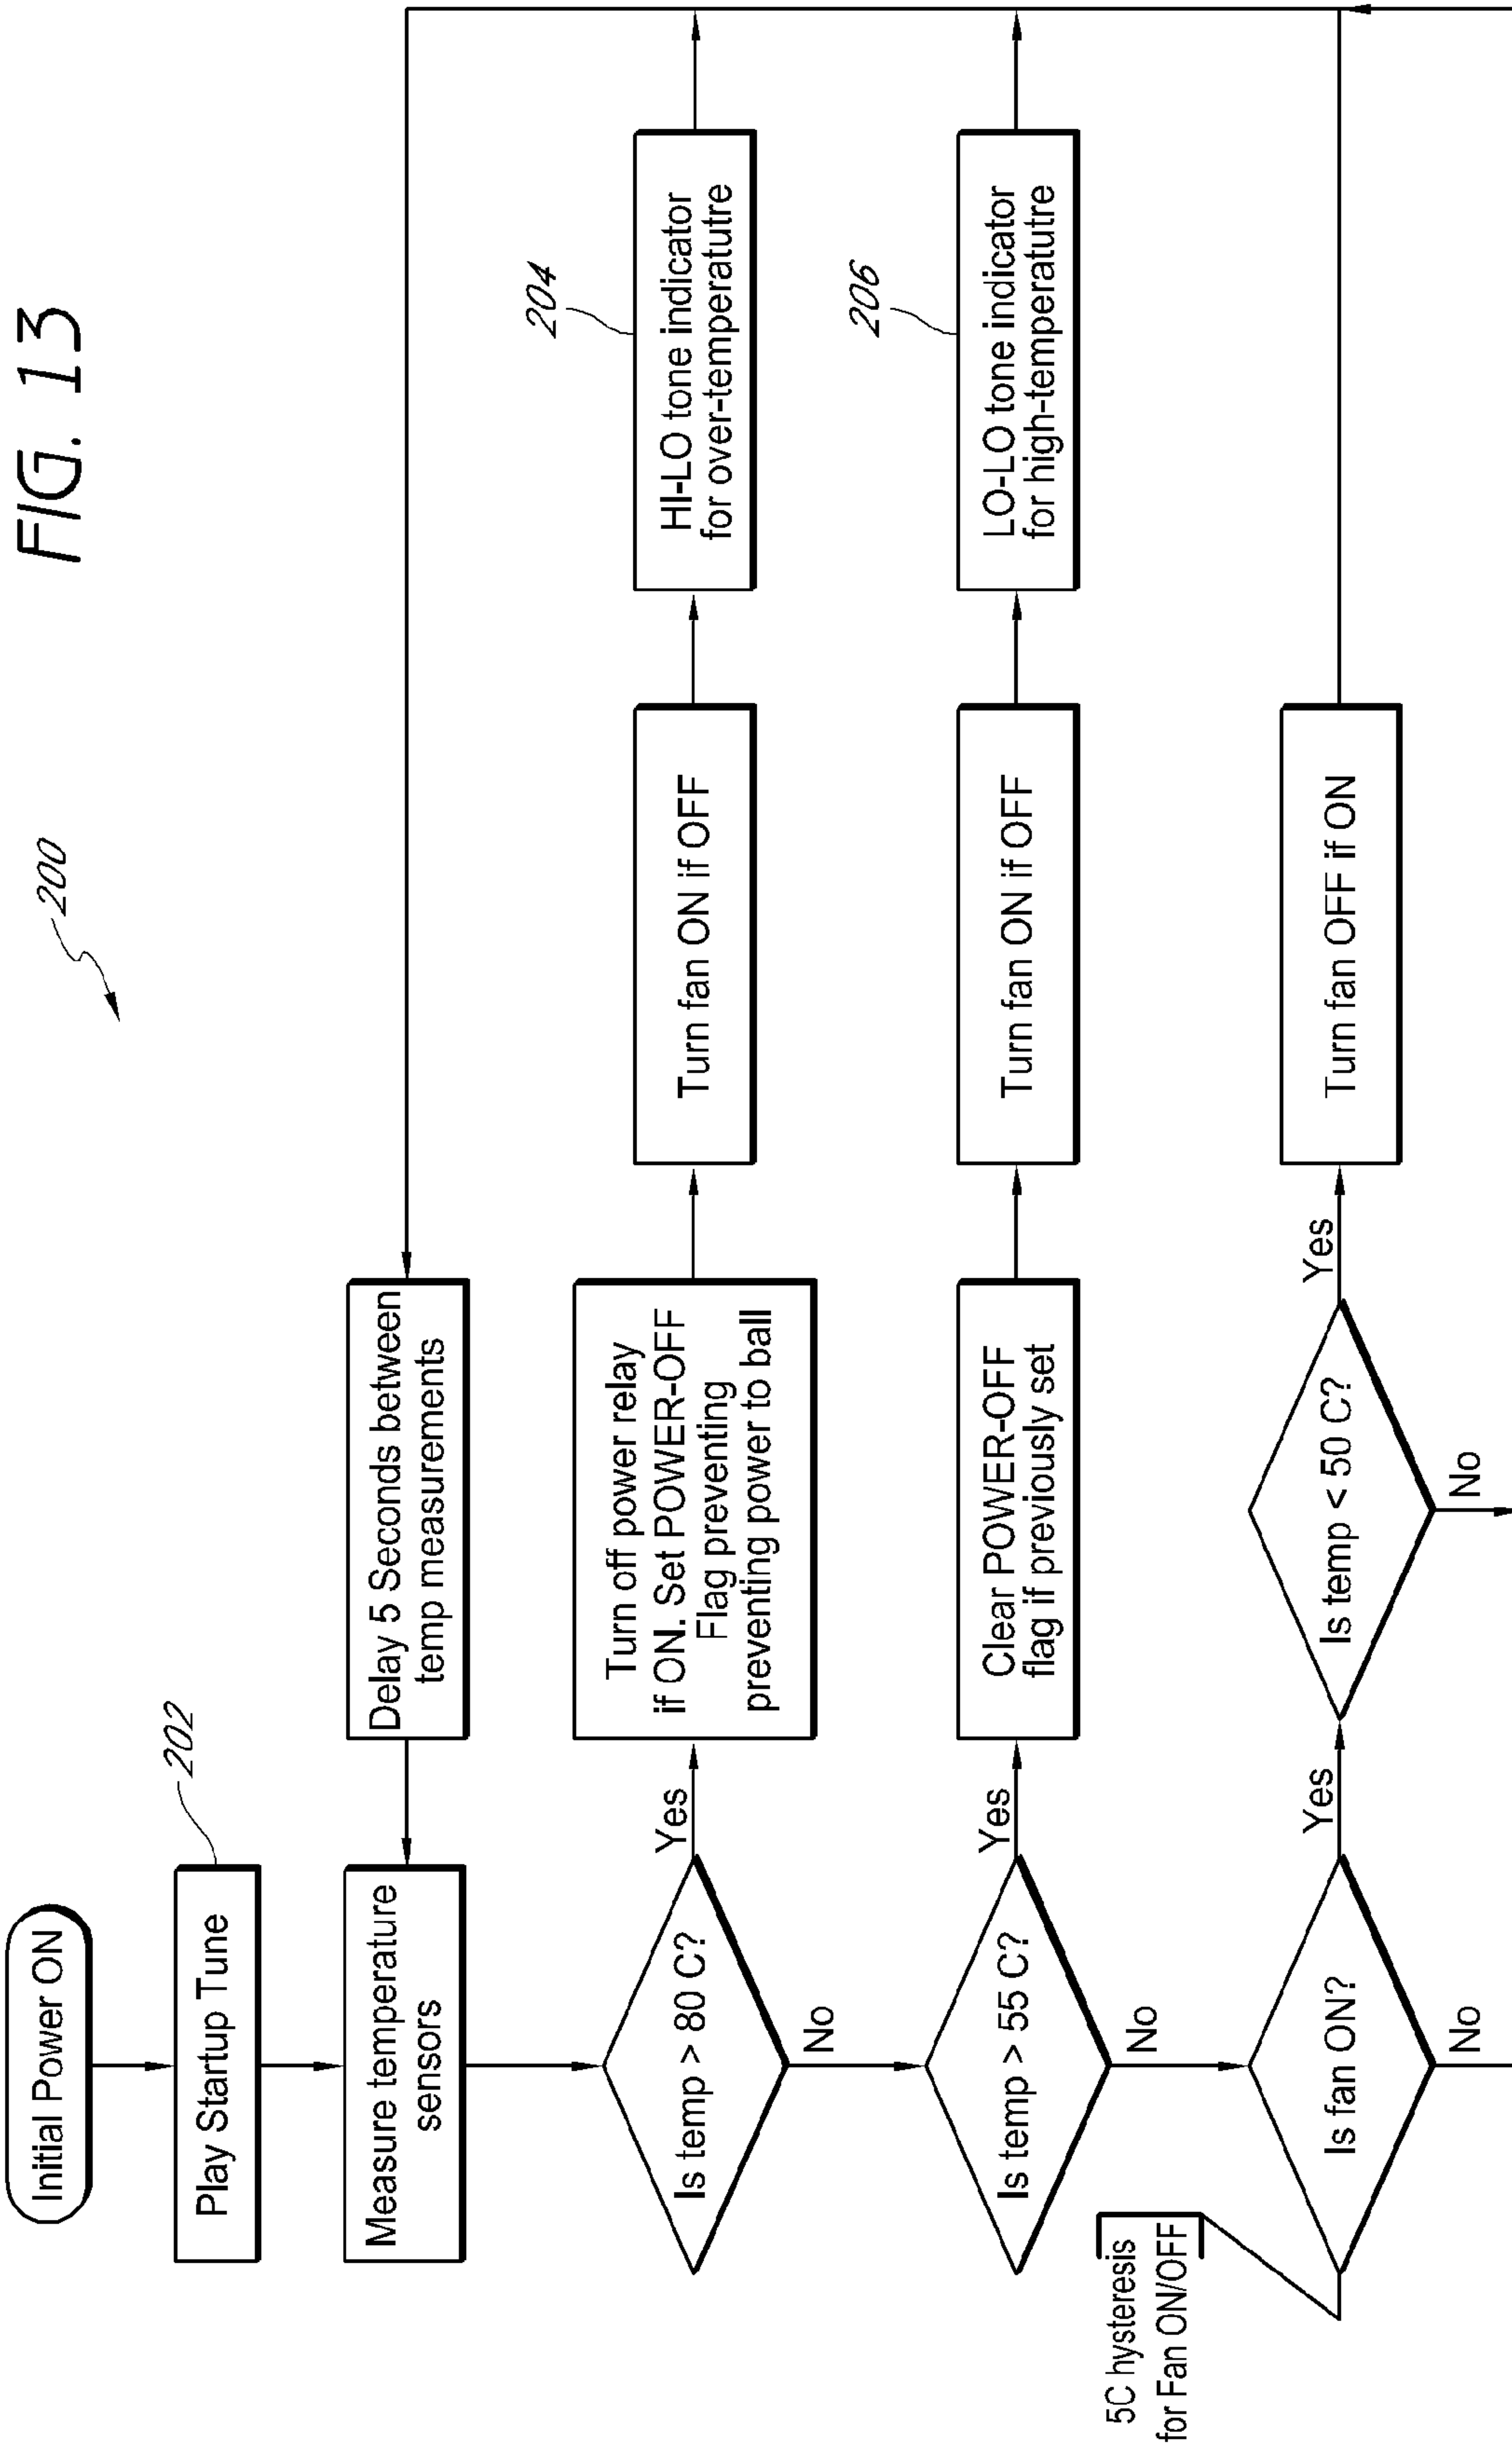 FIG. 13
200
Initial Power ON
Play Startup Tune
202
Measure temperature
sensors
Delay 5 Seconds between
temp measurements
Is temp > 80 C?
Yes
No
Turn off power relay
if ON. Set POWER-OFF
Flag preventing
preventing power to ball
Turn fan ON if OFF
HI-LO tone indicator
for over-temperatutre
204
Is temp > 55 C?
Yes
No
Clear POWER-OFF
flag if previously set
Turn fan ON if OFF
LO-LO tone indicator
for high-temperatutre
206
5C hysteresis
for Fan ON/OFF
Is fan ON?
Yes
No
Is temp < 50 C?
Yes
No
Turn fan OFF if ON